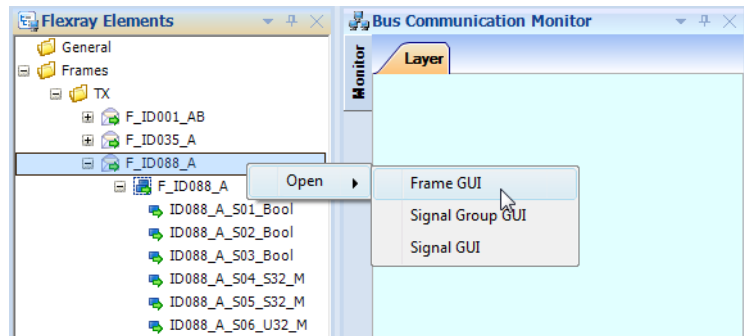 Flexray Elements
General
Frames
TX
F_ID001_AB
F_ID035_A
F_ID088_A
F_ID088_A
ID088_A_S01_Bool
ID088_A_S02_Bool
ID088_A_S03_Bool
ID088_A_S04_S32_M
ID088_A_S05_S32_M
ID088_A_S06_U32_M
Open
Frame GUI
Signal Group GUI
Signal GUI
Bus Communication Monitor
Monitor
Layer